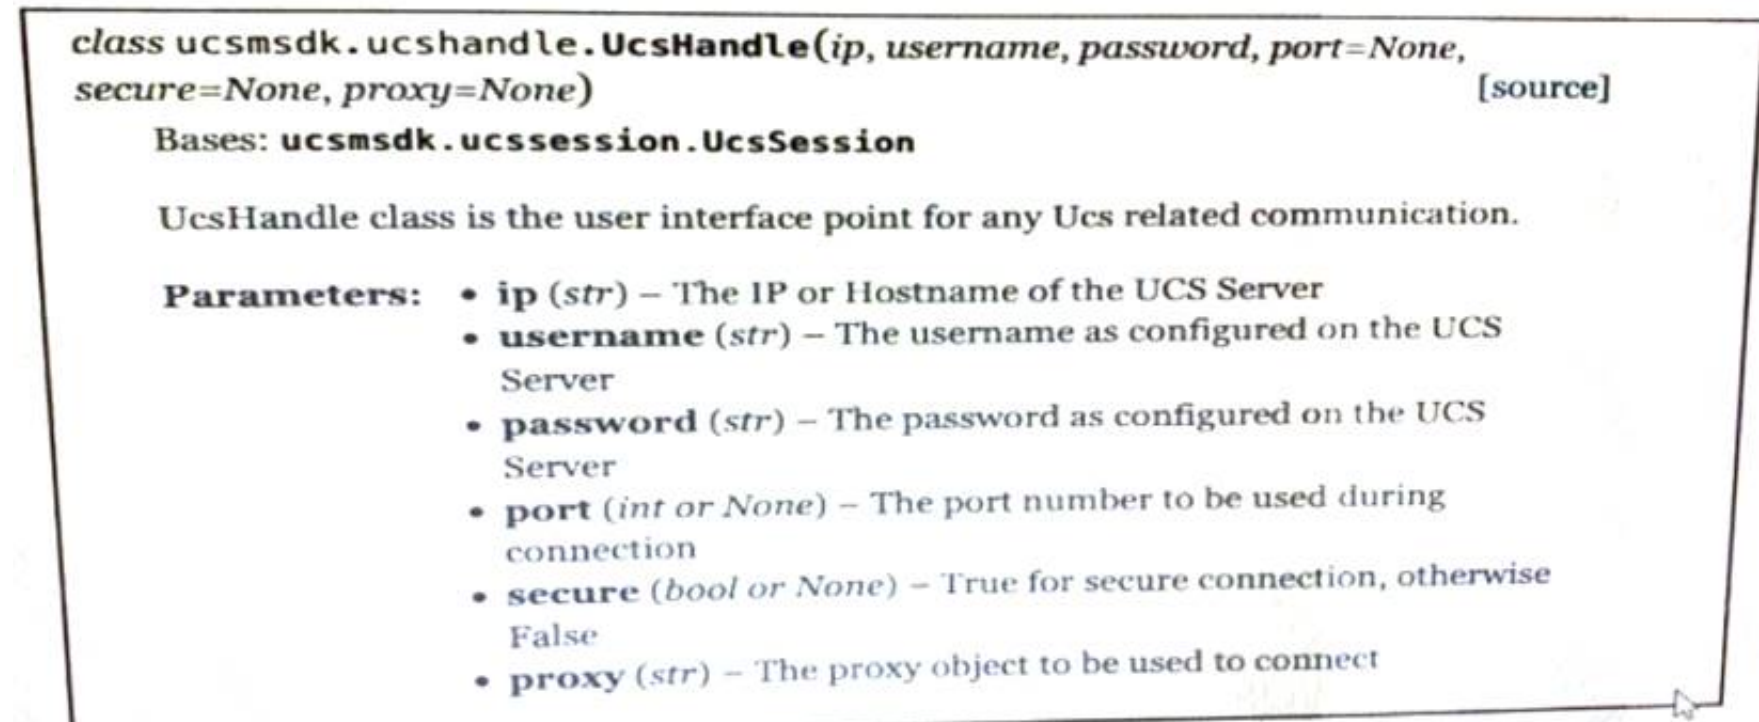 class ucsmsdk.ucshandle.UcsHandle(ip, username, password, port=None,
secure=None, proxy=None) [source]
Bases: ucsmsdk.ucssession.UcsSession
UcsHandle class is the user interface point for any Ucs related communication.
Parameters: • ip (str) – The IP or Hostname of the UCS Server
• username (str) – The username as configured on the UCS
Server
• password (str) – The password as configured on the UCS
Server
• port (int or None) – The port number to be used during
connection
• secure (bool or None) – True for secure connection, otherwise
False
• proxy (str) – The proxy object to be used to connect